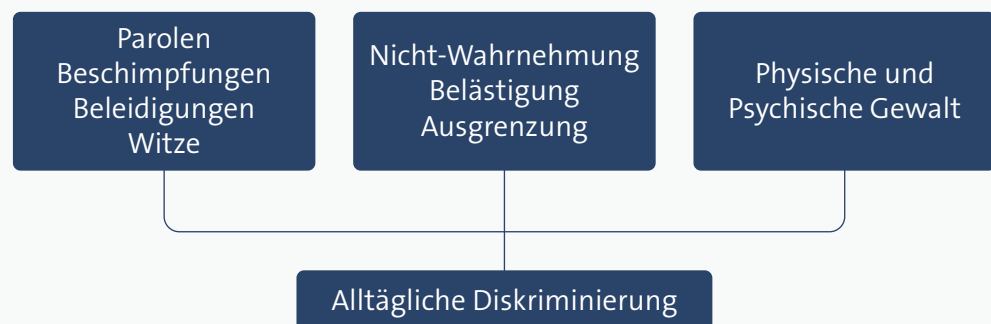 Parolen
Beschimpfungen
Beleidigungen
Witze
Nicht-Wahrnehmung
Belästigung
Ausgrenzung
Physische und
Psychische Gewalt
Alltägliche Diskriminierung